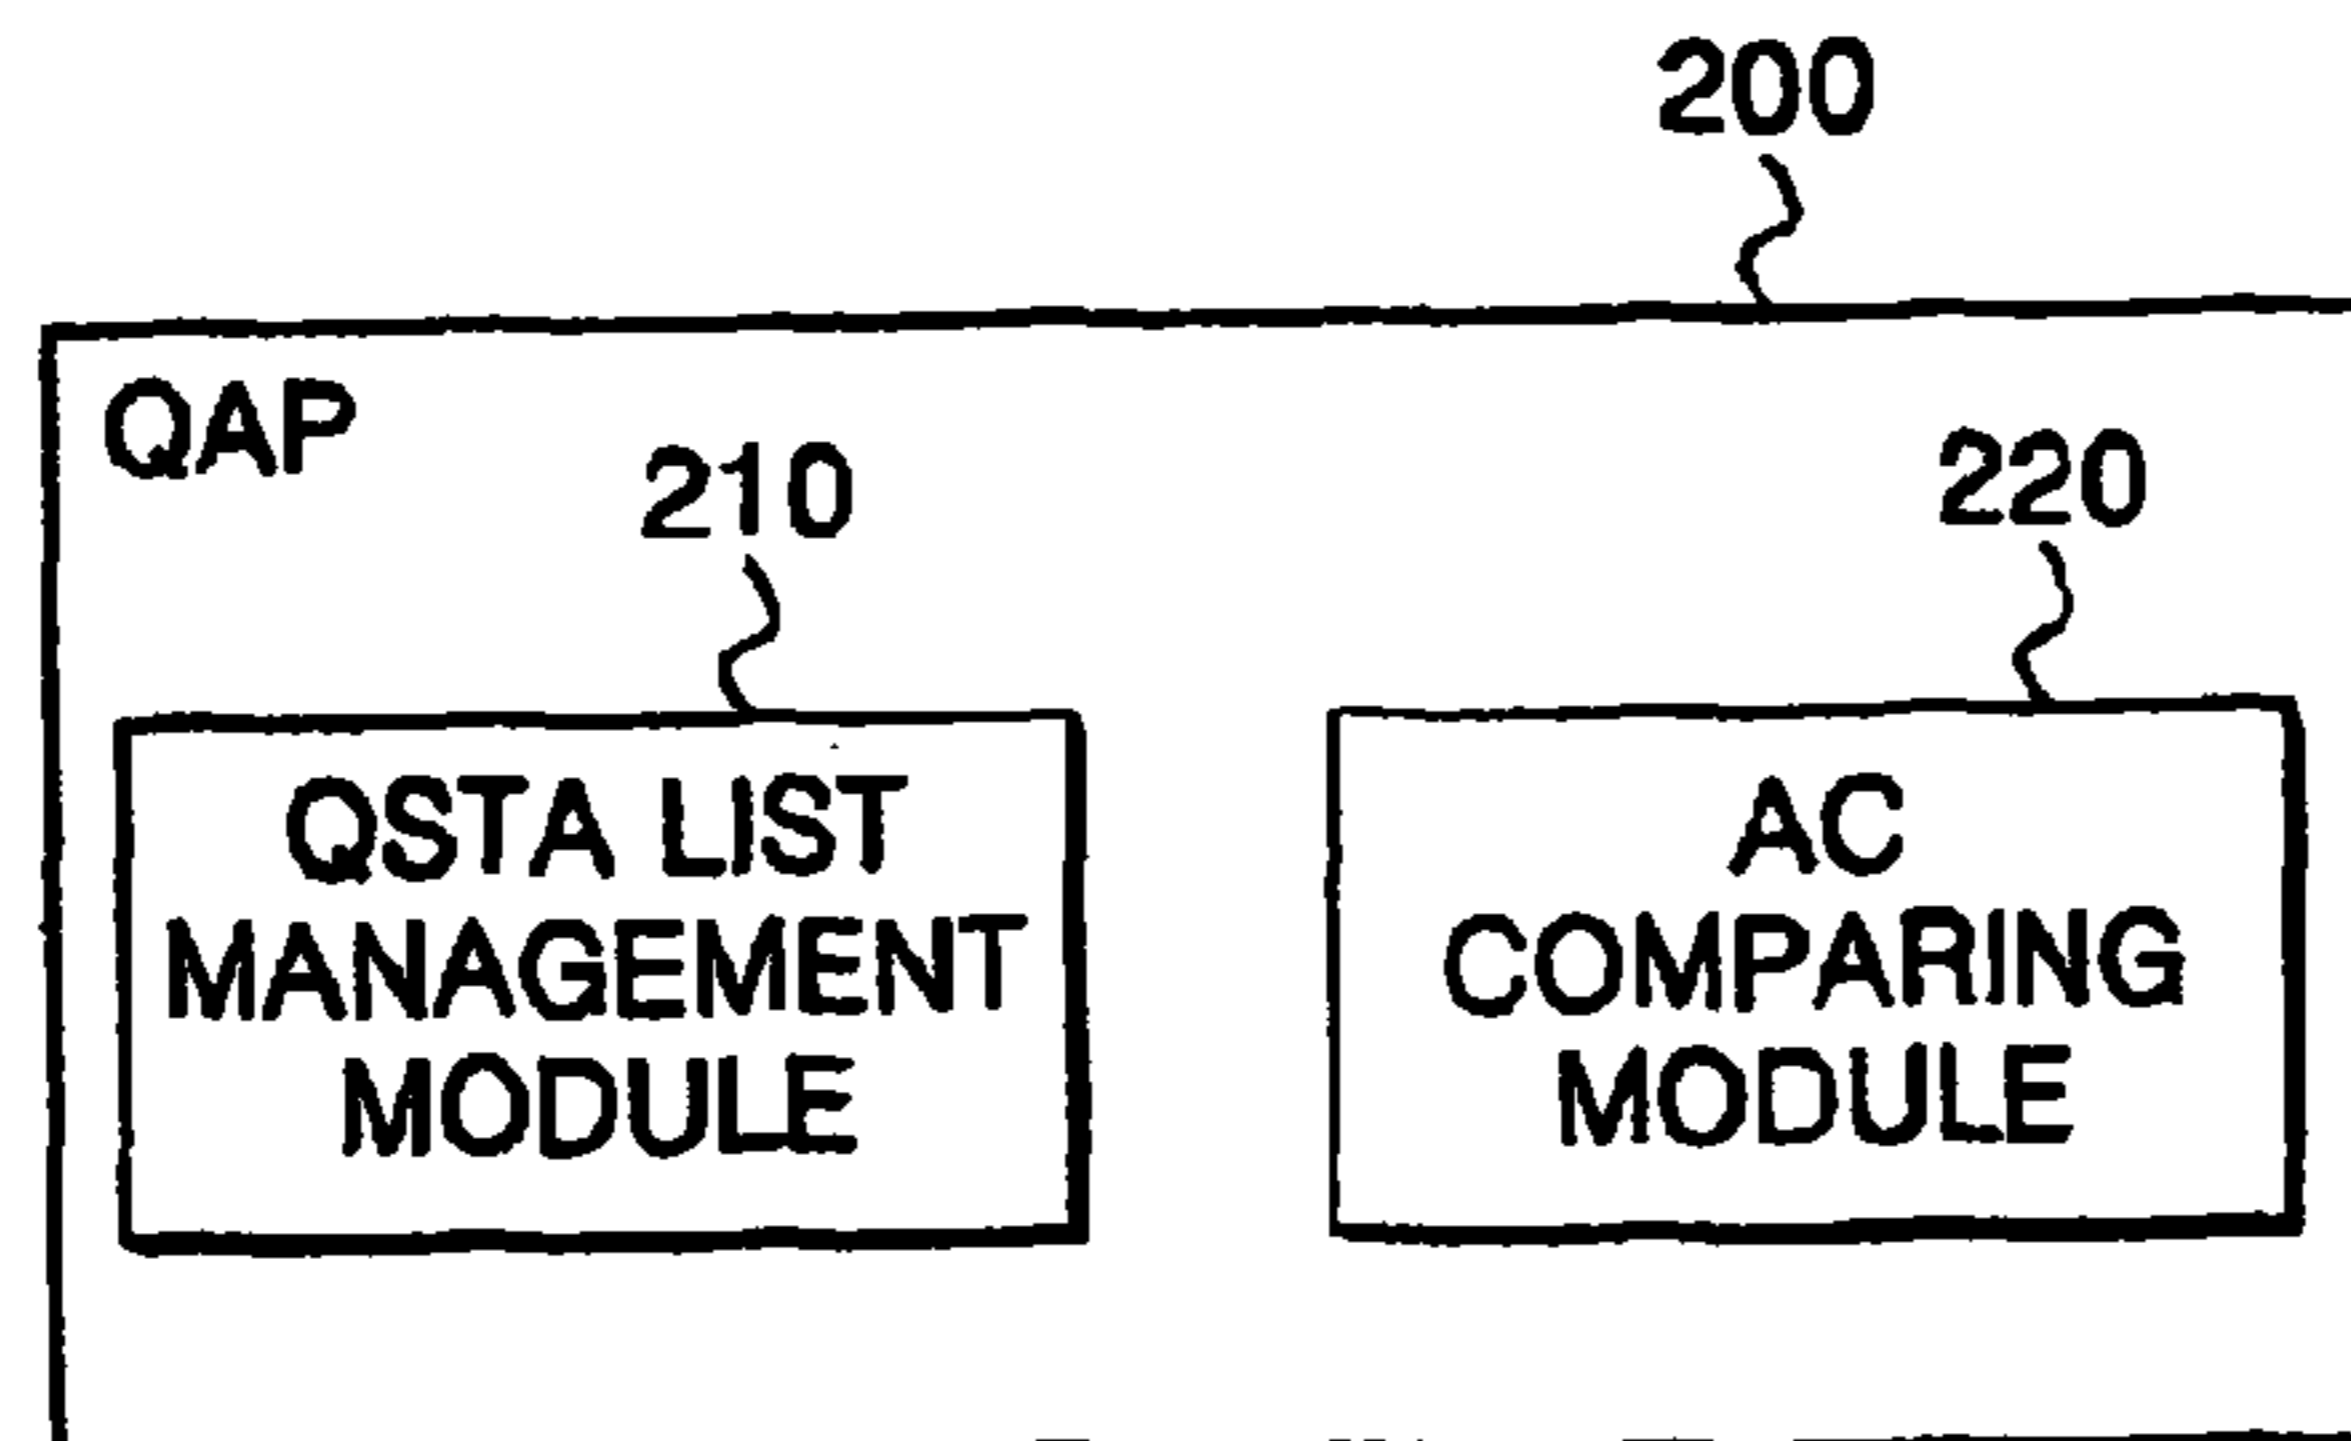 200
QAP
210
220
QSTA LIST
MANAGEMENT
MODULE
AC
COMPARING
MODULE